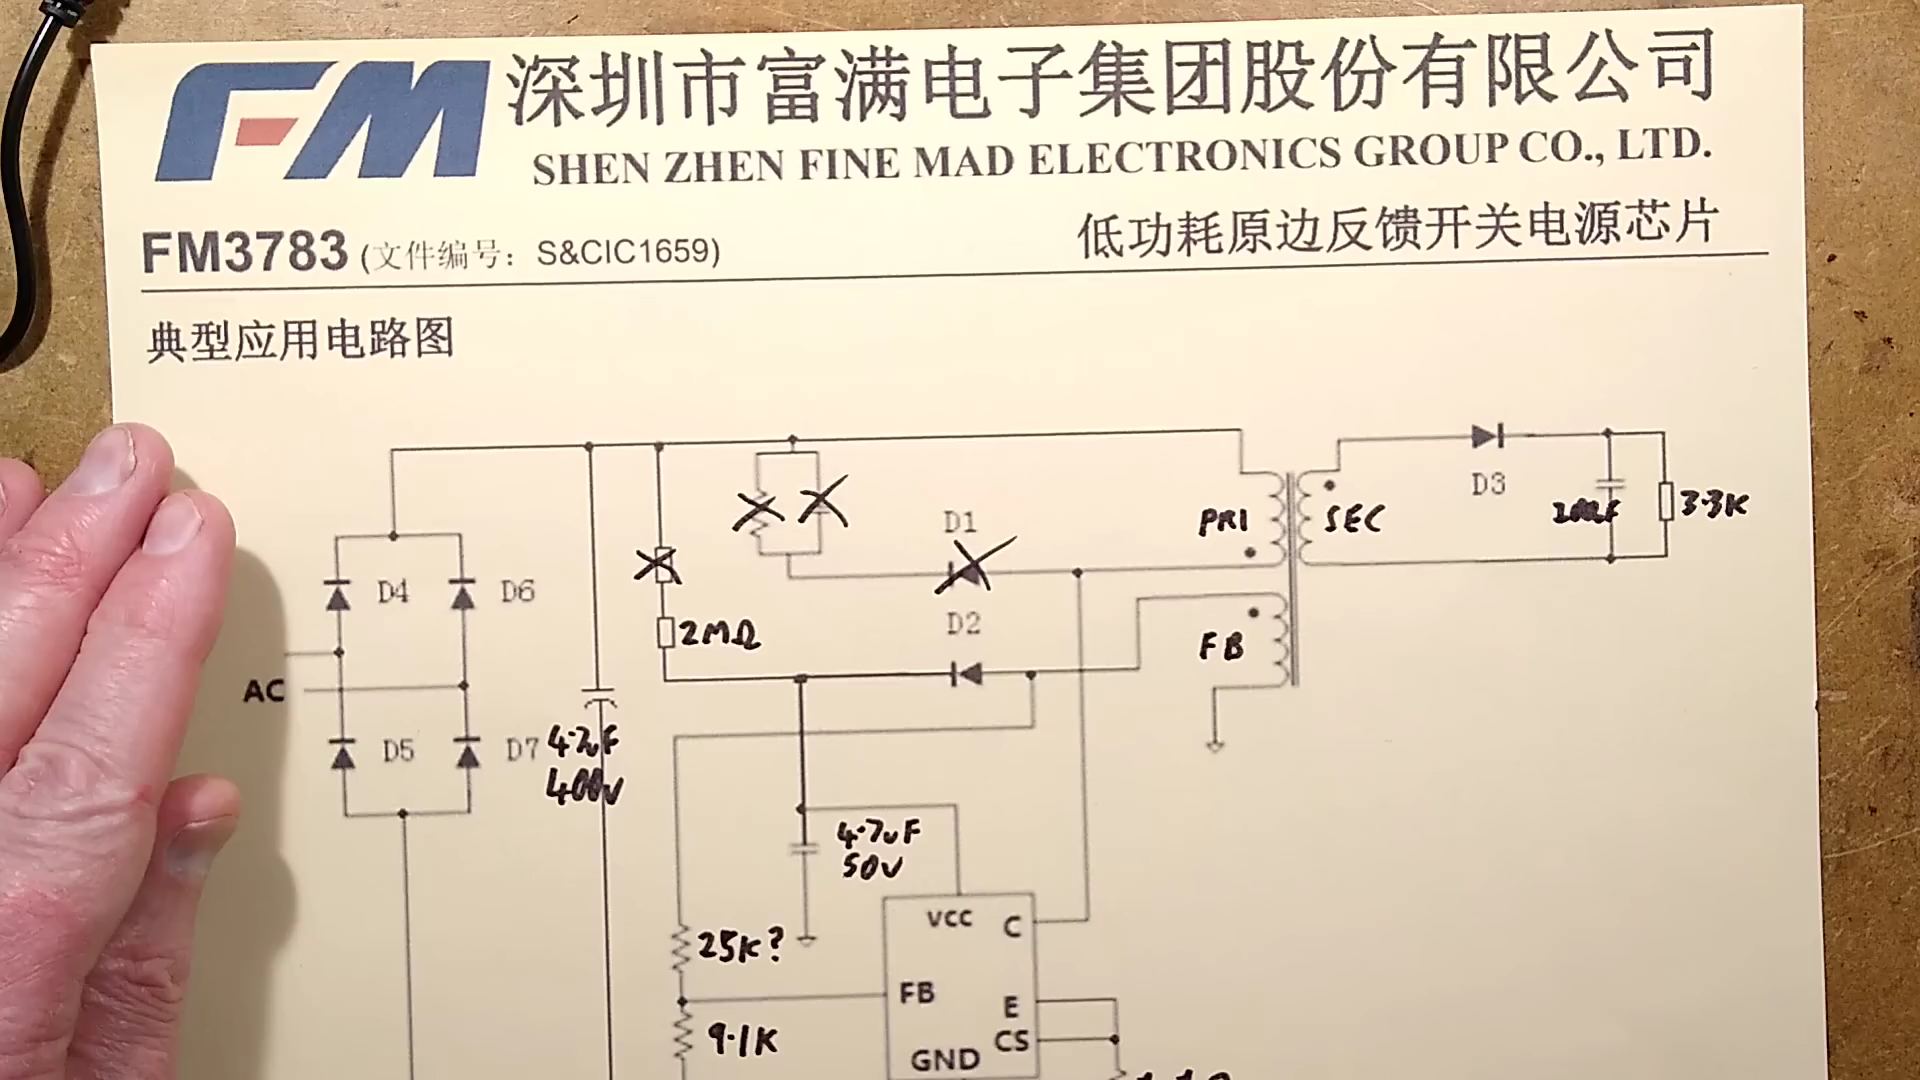 FM 深圳市富满电子集团股份有限公司
SHEN ZHEN FINE MAD ELECTRONICS GROUP CO., LTD.
FM3783 (文件编号: S&CIC1659)
低功耗原边反馈开关电源芯片
典型应用电路图
D3
3.3K
PRI
SEC
D1
D4
D6
D2
2MΩ
FB
AC
D5
D7
400V
4.7uF
50V
VCC
C
25K?
FB
E
9.1K
CS
GND